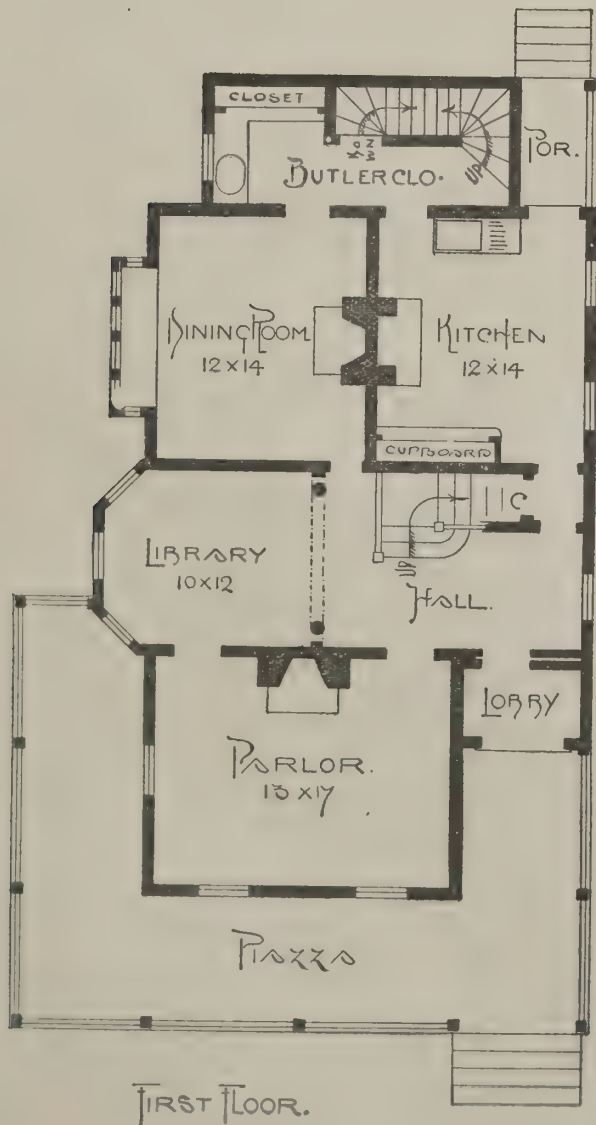 CLOSET
POR.
BUTLER CLO.
UP
DINING ROOM
12 x 14
KITCHEN
12 x 14
CUPBOARD
C
LIBRARY
10 x 12
UP
HALL.
LOBBY
PARLOR.
13 x 17
PIAZZA
FIRST FLOOR.